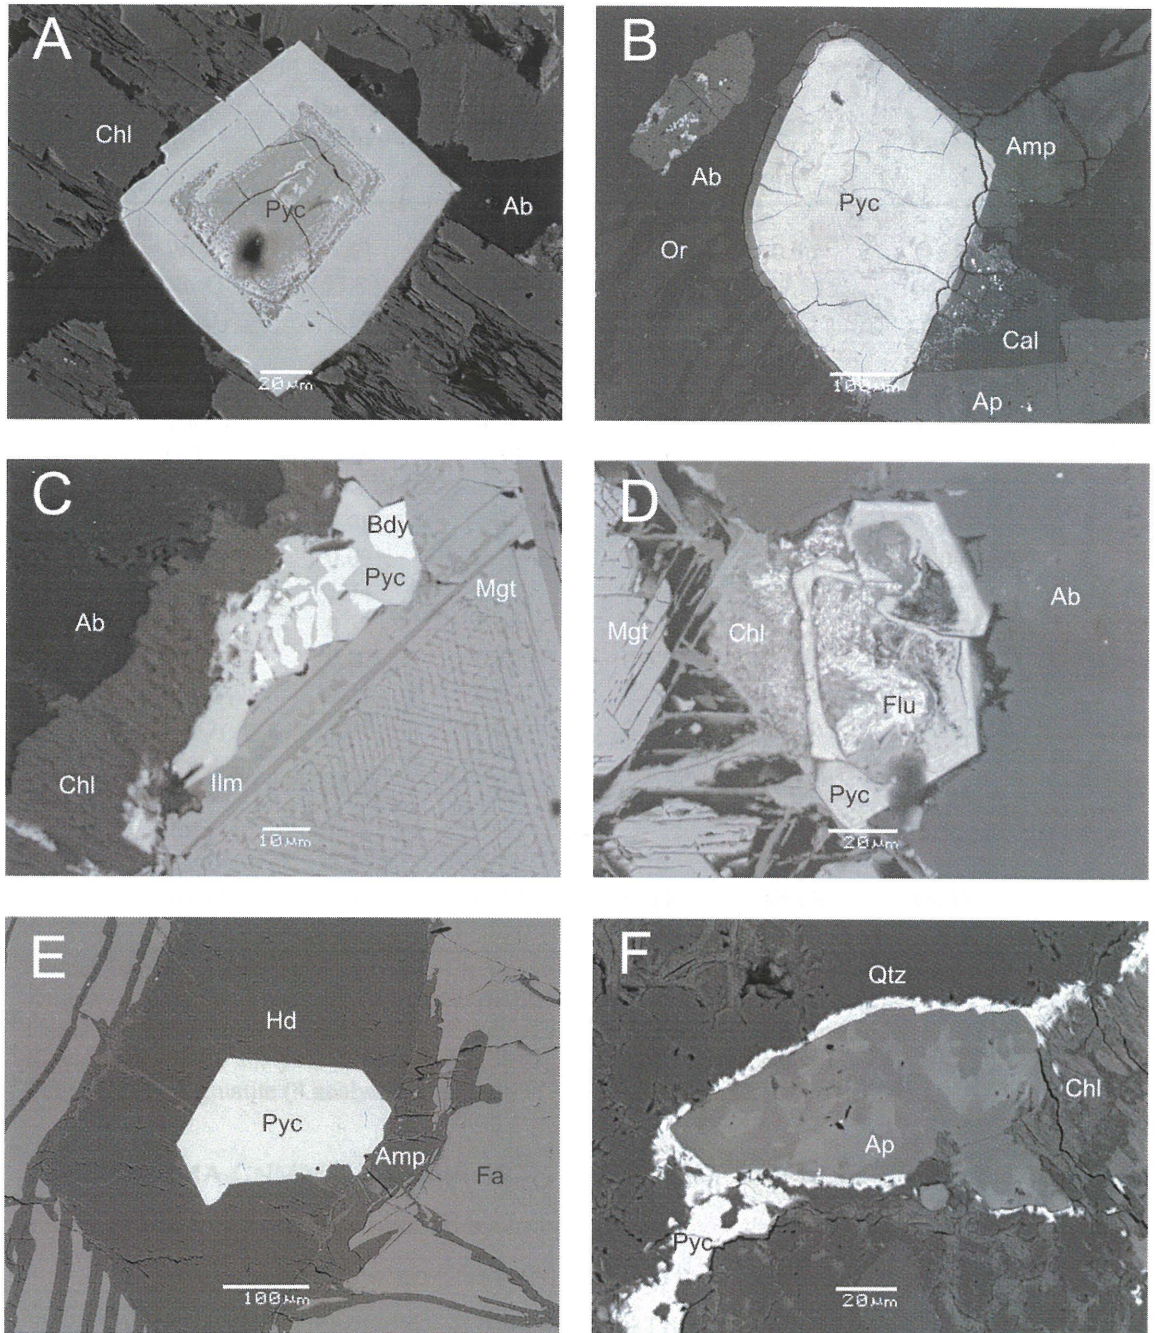 A
Chl
Pyc
Ab
20μm
B
Ab
Or
Pyc
Amp
Cal
Ap
100μm
C
Bdy
Pyc
Mgt
Ab
Chl
Ilm
10μm
D
Mgt
Chl
Ab
Flu
Pyc
20μm
E
Hd
Pyc
Amp
Fa
100μm
F
Qtz
Chl
Ap
Pyc
20μm